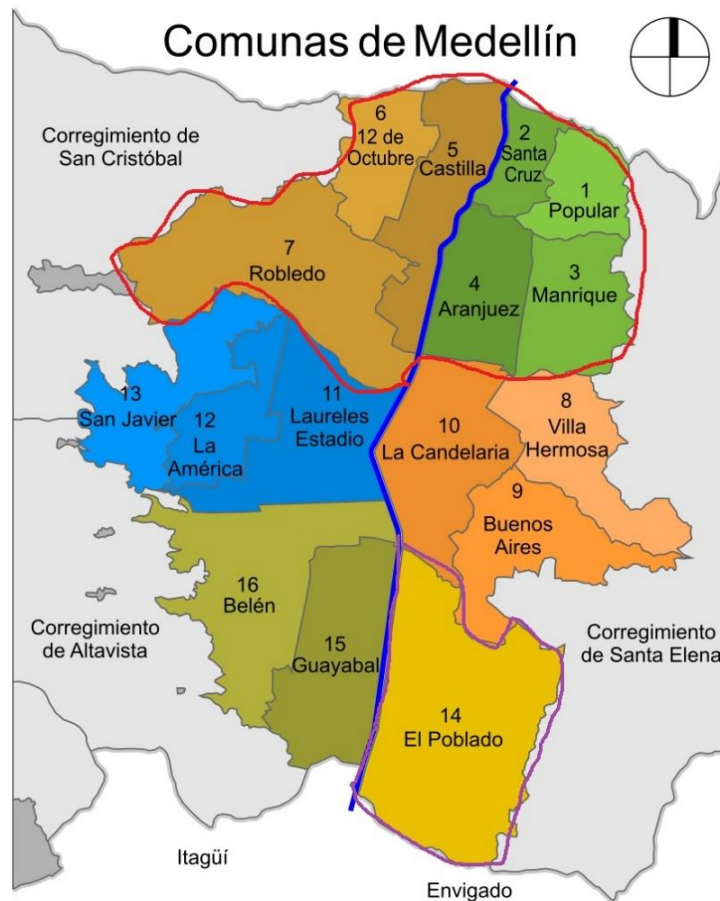 Comunas de Medellín
Corregimiento de
San Cristóbal
6
12 de
Octubre
5
Castilla
2
Santa
Cruz
1
Popular
7
Robledo
4
Aranjuez
3
Manrique
13
San Javier
12
La
América
11
Laureles
Estadio
10
La Candelaria
8
Villa
Hermosa
9
Buenos
Aires
16
Belén
15
Guayabal
Corregimiento
de Altavista
Corregimiento
de Santa Elena
14
El Poblado
Itagüí
Envigado